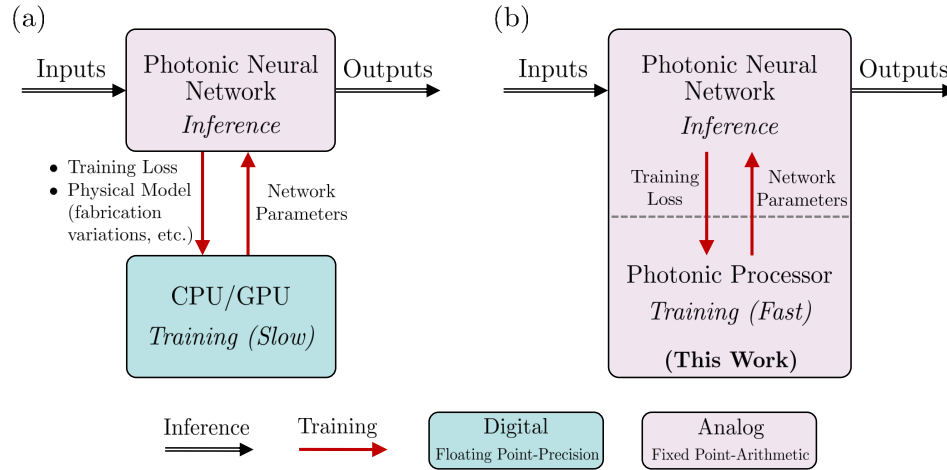 (a)
Inputs
Photonic Neural
Network
Inference
Outputs
• Training Loss
• Physical Model
(fabrication
variations, etc.)
Network
Parameters
CPU/GPU
Training (Slow)
(b)
Inputs
Photonic Neural
Network
Inference
Outputs
Training
Loss
Network
Parameters
Photonic Processor
Training (Fast)
(This Work)
Inference
Training
Digital
Floating Point-Precision
Analog
Fixed Point-Arithmetic